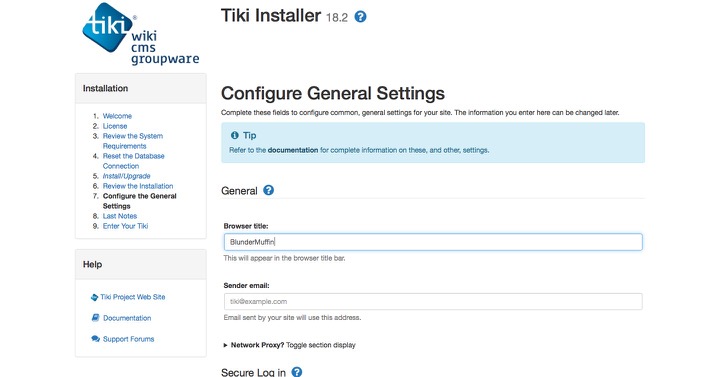 tiki®
wiki
cms
groupware
Tiki Installer 18.2 ?
Installation
1. Welcome
2. License
3. Review the System
Requirements
4. Reset the Database
Connection
5. Install/Upgrade
6. Review the Installation
7. Configure the General
Settings
8. Last Notes
9. Enter Your Tiki
Help
Tiki Project Web Site
Documentation
Support Forums
Configure General Settings
Complete these fields to configure common, general settings for your site. The information you enter here can be changed later.
Tip
Refer to the documentation for complete information on these, and other, settings.
General ?
Browser title:
BlunderMuffin
This will appear in the browser title bar.
Sender email:
tiki@example.com
Email sent by your site will use this address.
Network Proxy? Toggle section display
Secure Log in ?